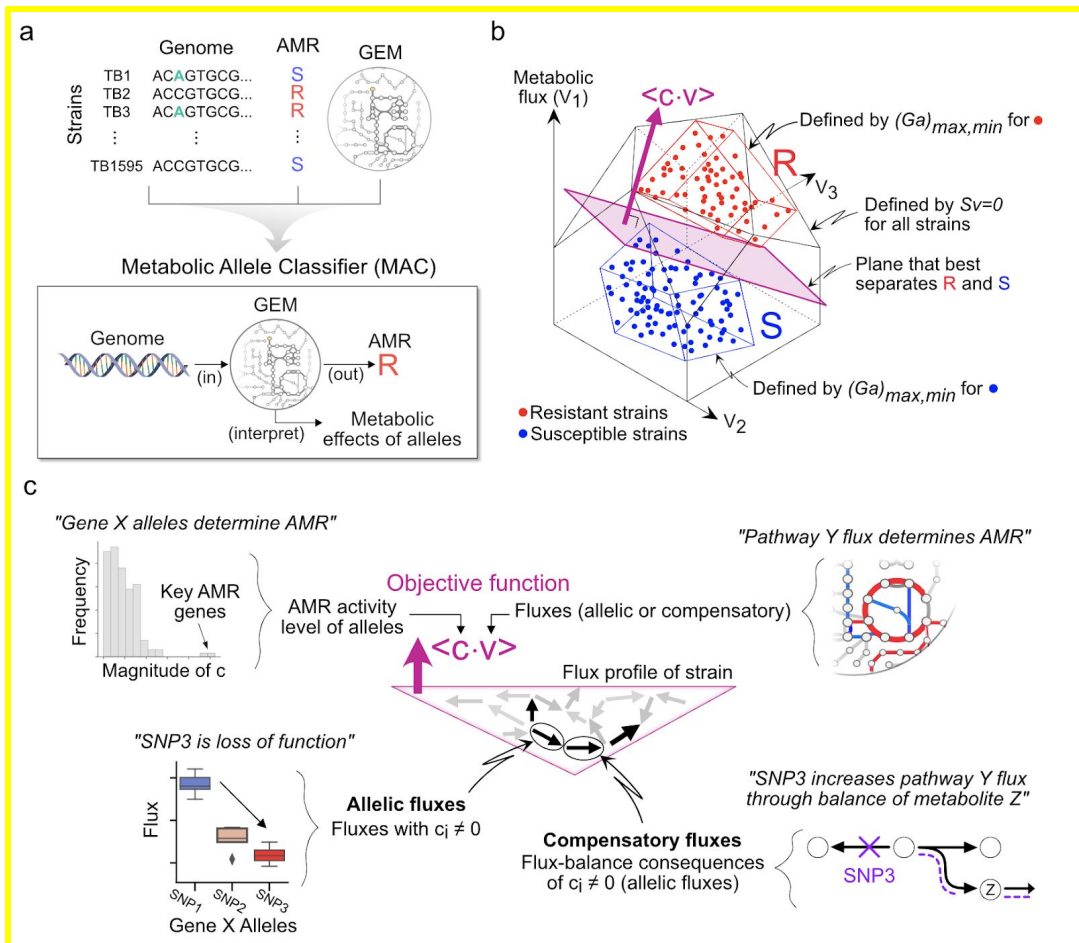 a
Genome AMR GEM
Strains
TB1 ACAGTGCG... S
TB2 ACCGTGCG... R
TB3 ACAGTGCG... R
⋮ ⋮ ⋮
TB1595 ACCGTGCG... S
Metabolic Allele Classifier (MAC)
GEM
Genome
AMR
(in) (out) R
(interpret)
Metabolic
effects of alleles
b
Metabolic
flux (V1)
<c·v>
Defined by (Ga)max,min for
R
V3
Defined by Sv=0
for all strains
Plane that best
separates R and S
S
Defined by (Ga)max,min for
V2
Resistant strains
Susceptible strains
c
"Gene X alleles determine AMR"
Frequency
Key AMR
genes
Magnitude of c
Objective function
AMR activity
level of alleles
Fluxes (allelic or compensatory)
<c·v>
"Pathway Y flux determines AMR"
Flux profile of strain
"SNP3 is loss of function"
Flux
SNP1 SNP2 SNP3
Gene X Alleles
Allelic fluxes
Fluxes with ci ≠ 0
Compensatory fluxes
Flux-balance consequences
of ci ≠ 0 (allelic fluxes)
"SNP3 increases pathway Y flux
through balance of metabolite Z"
SNP3
Z